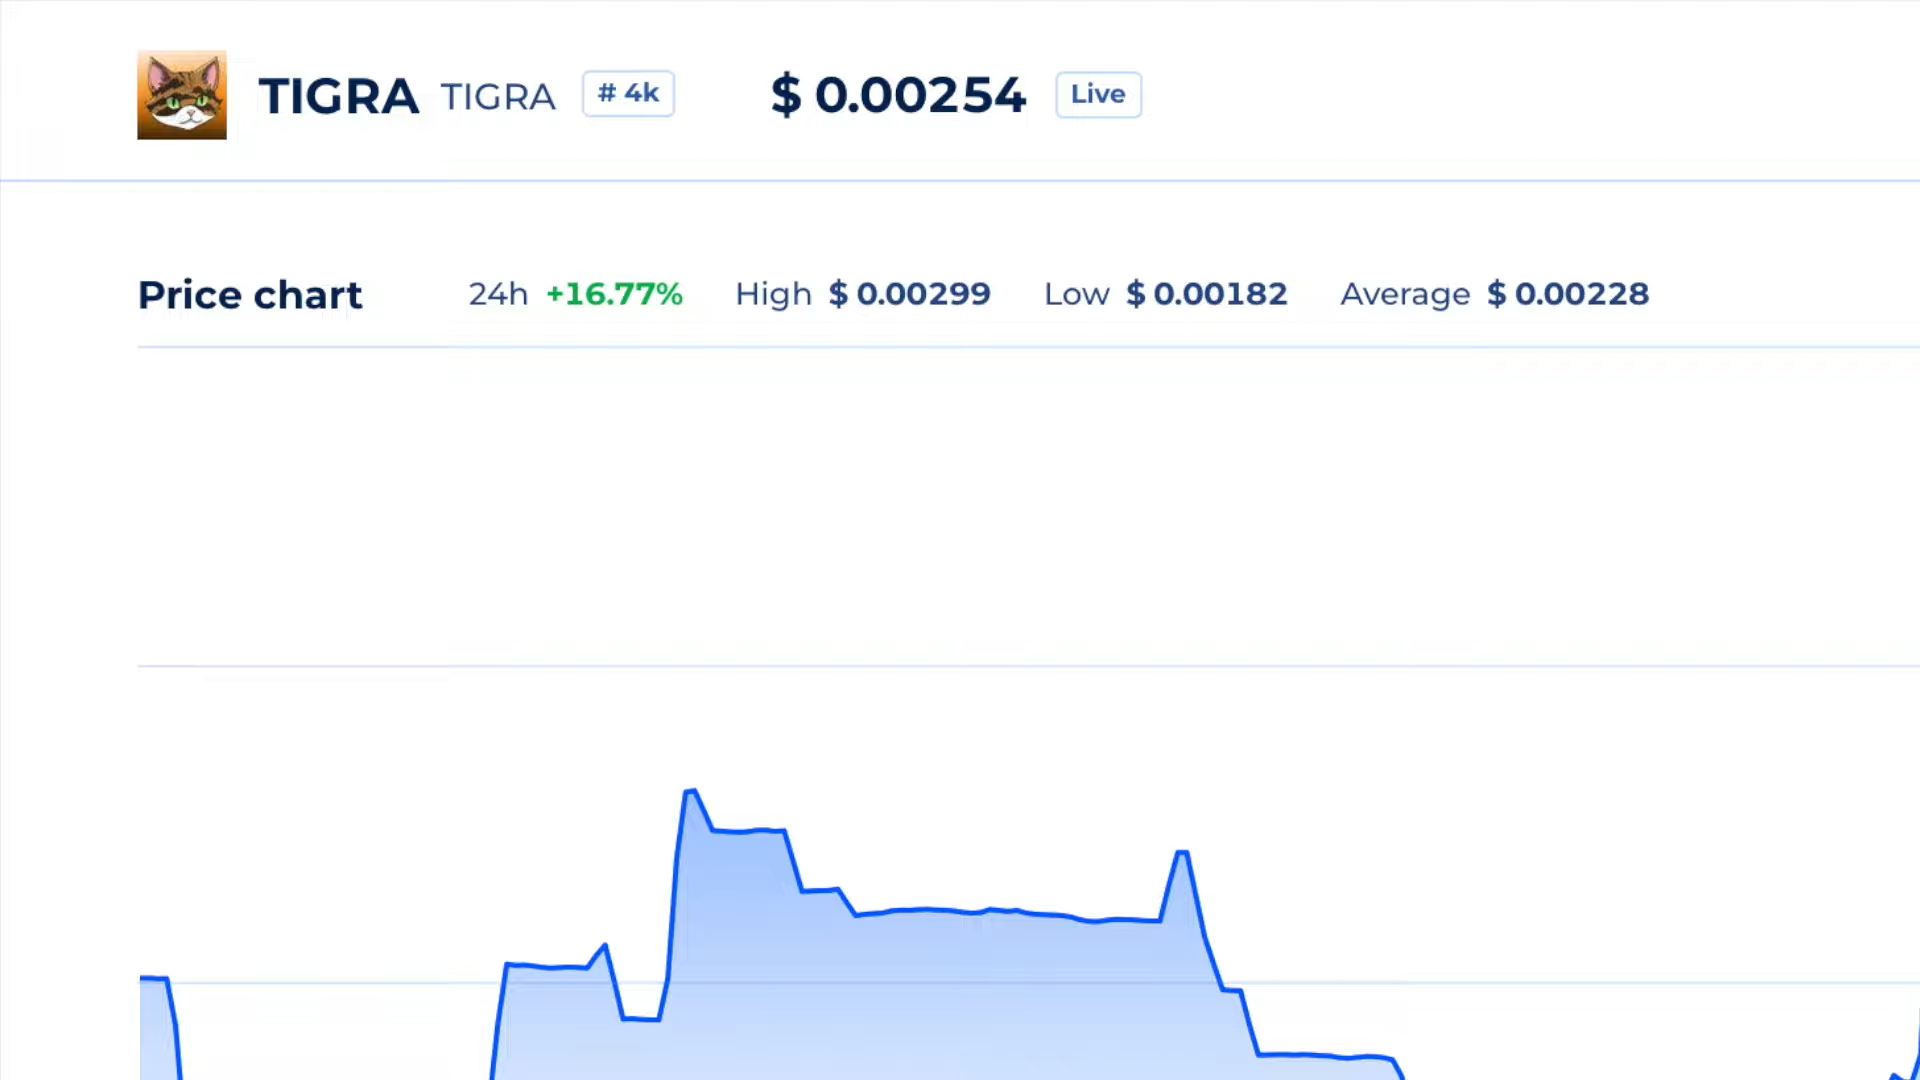 TIGRA TIGRA # 4k $ 0.00254 Live
Price chart 24h +16.77% High $ 0.00299 Low $ 0.00182 Average $ 0.00228